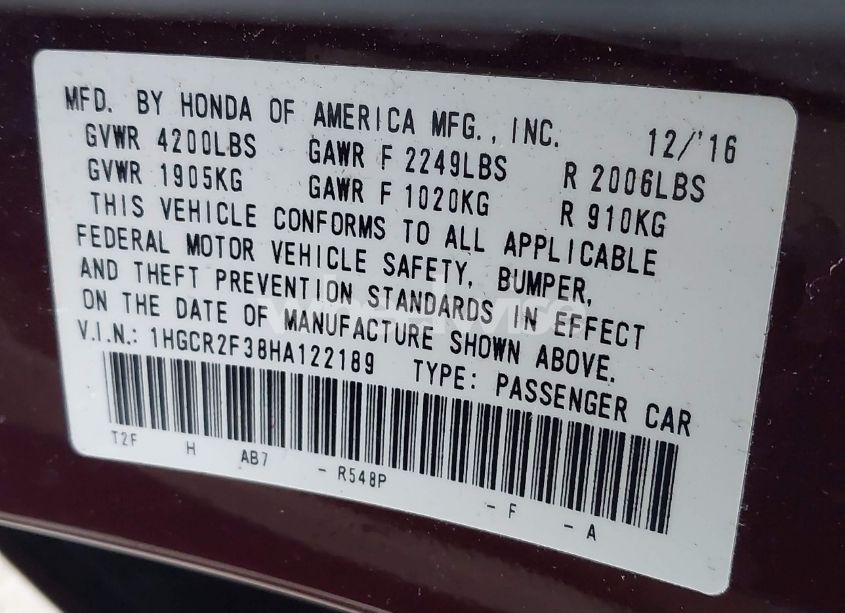 MFD. BY HONDA OF AMERICA MFG., INC. 12/'16
GVWR 4200LBS GAWR F 2249LBS R 2006LBS
GVWR 1905KG GAWR F 1020KG R 910KG
THIS VEHICLE CONFORMS TO ALL APPLICABLE
FEDERAL MOTOR VEHICLE SAFETY, BUMPER,
AND THEFT PREVENTION STANDARDS IN EFFECT
ON THE DATE OF MANUFACTURE SHOWN ABOVE.
V.I.N.: 1HGCR2F38HA122189 TYPE: PASSENGER CAR
T2F H AB7 - R548P - F - A